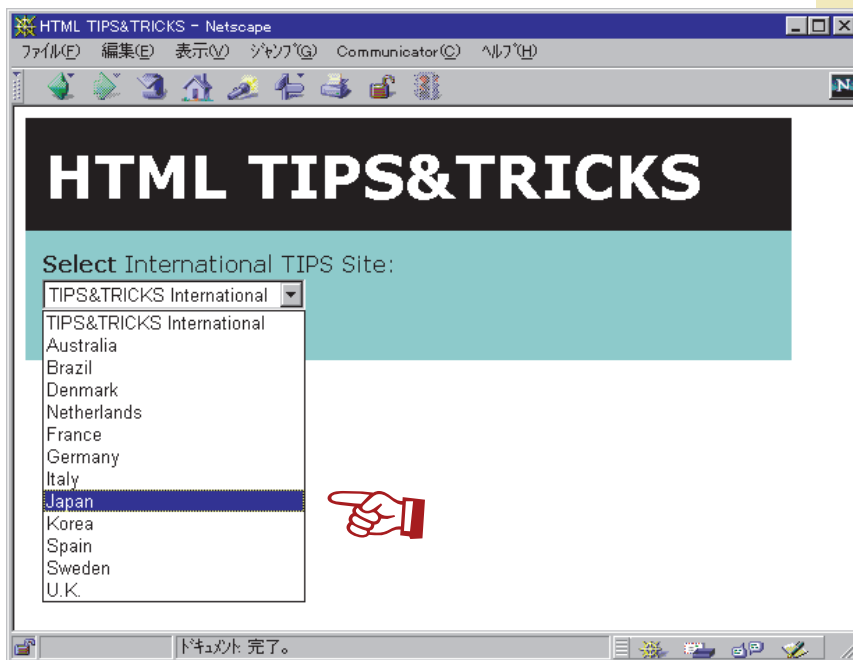 HTML TIPS&TRICKS - Netscape
ファイル(F) 編集(E) 表示(V) ジャンプ(G) Communicator(C) ヘルプ(H)
N
HTML TIPS&TRICKS
Select International TIPS Site:
TIPS&TRICKS International
TIPS&TRICKS International
Australia
Brazil
Denmark
Netherlands
France
Germany
Italy
Japan
Korea
Spain
Sweden
U.K.
ドキュメント: 完了。